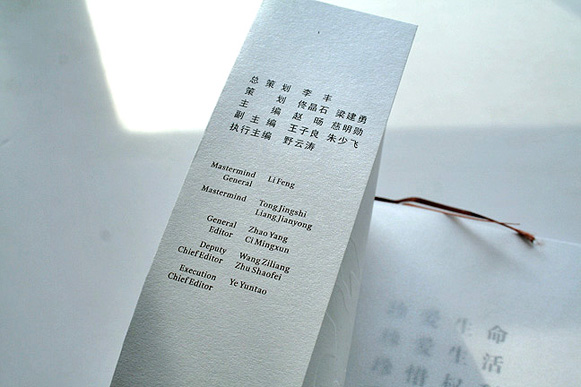 总策划 李丰
策划 佟晶石 梁建勇
主编 赵旸 慈明勋
副主编 王子良 朱少飞
执行主编 野云涛
Mastermind General Li Feng
Mastermind Tong Jingshi
Liang Jianyong
General Editor Zhao Yang
Ci Mingxun
Deputy Chief Editor Wang Ziliang
Zhu Shaofei
Execution Chief Editor Ye Yuntao
珍爱生命
珍爱生活
珍惜